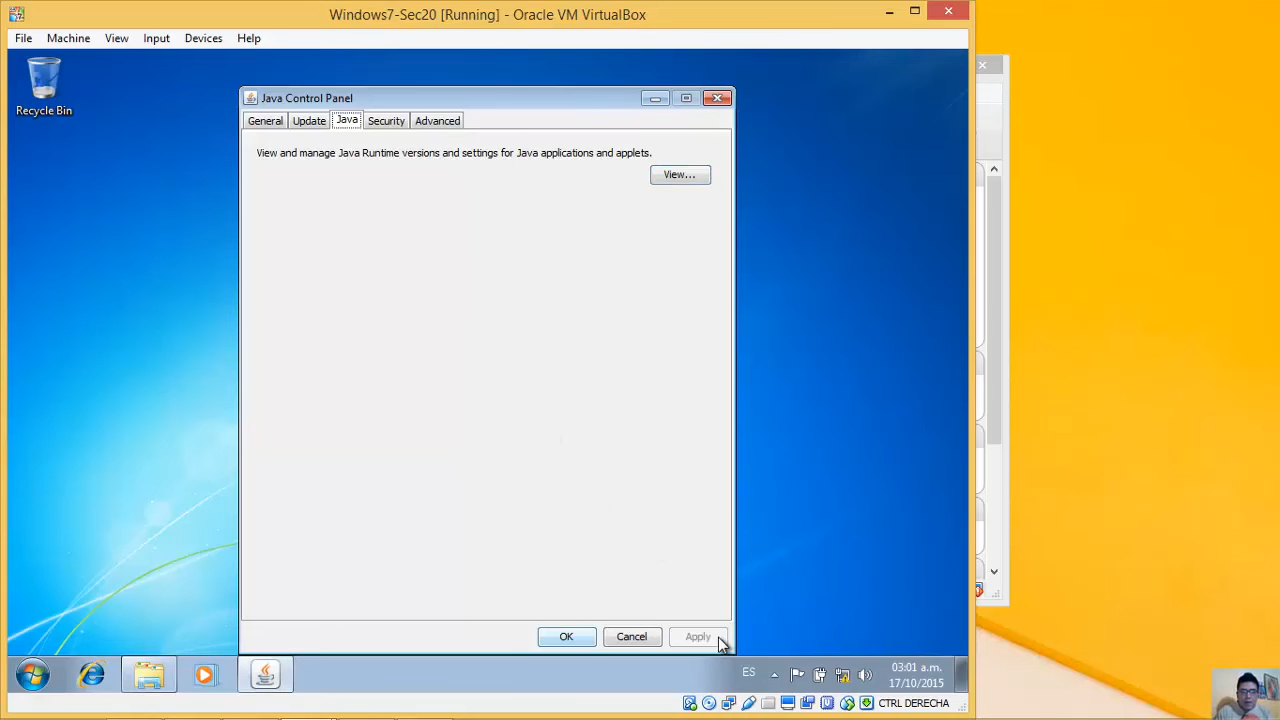 Windows7-Sec20 [Running] - Oracle VM VirtualBox
File Machine View Input Devices Help
Recycle Bin
Java Control Panel
General Update Java Security Advanced
View and manage Java Runtime versions and settings for Java applications and applets.
View...
OK Cancel Apply
ES
03:01 a.m.
17/10/2015
CTRL DERECHA